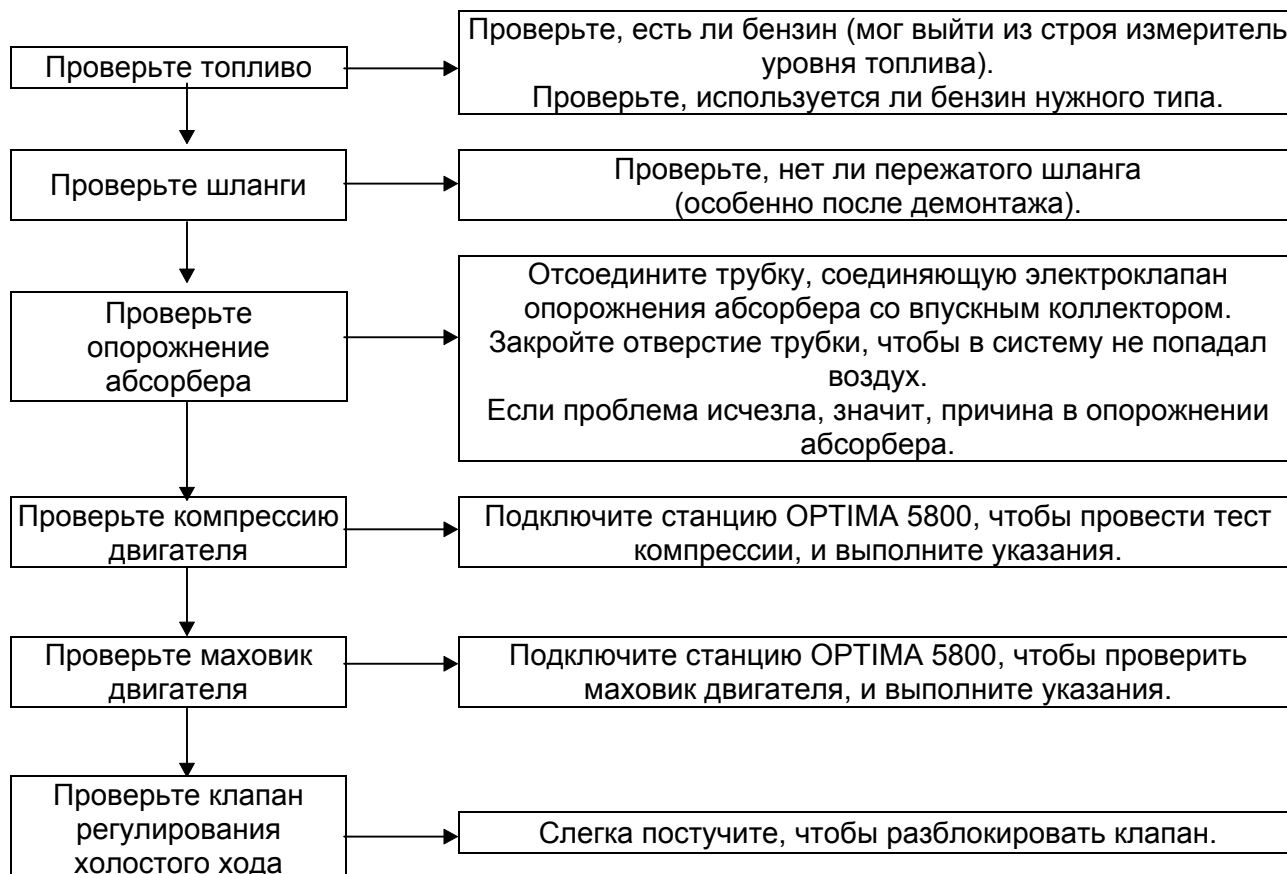 Проверьте топливо
Проверьте, есть ли бензин (мог выйти из строя измеритель
уровня топлива).
Проверьте, используется ли бензин нужного типа.
Проверьте шланги
Проверьте, нет ли пережатого шланга
(особенно после демонтажа).
Проверьте
опорожнение
абсорбера
Отсоедините трубку, соединяющую электроклапан
опорожнения абсорбера со впускным коллектором.
Закройте отверстие трубки, чтобы в систему не попадал
воздух.
Если проблема исчезла, значит, причина в опорожнении
абсорбера.
Проверьте компрессию
двигателя
Подключите станцию OPTIMA 5800, чтобы провести тест
компрессии, и выполните указания.
Проверьте маховик
двигателя
Подключите станцию OPTIMA 5800, чтобы проверить
маховик двигателя, и выполните указания.
Проверьте клапан
регулирования
холостого хода
Слегка постучите, чтобы разблокировать клапан.